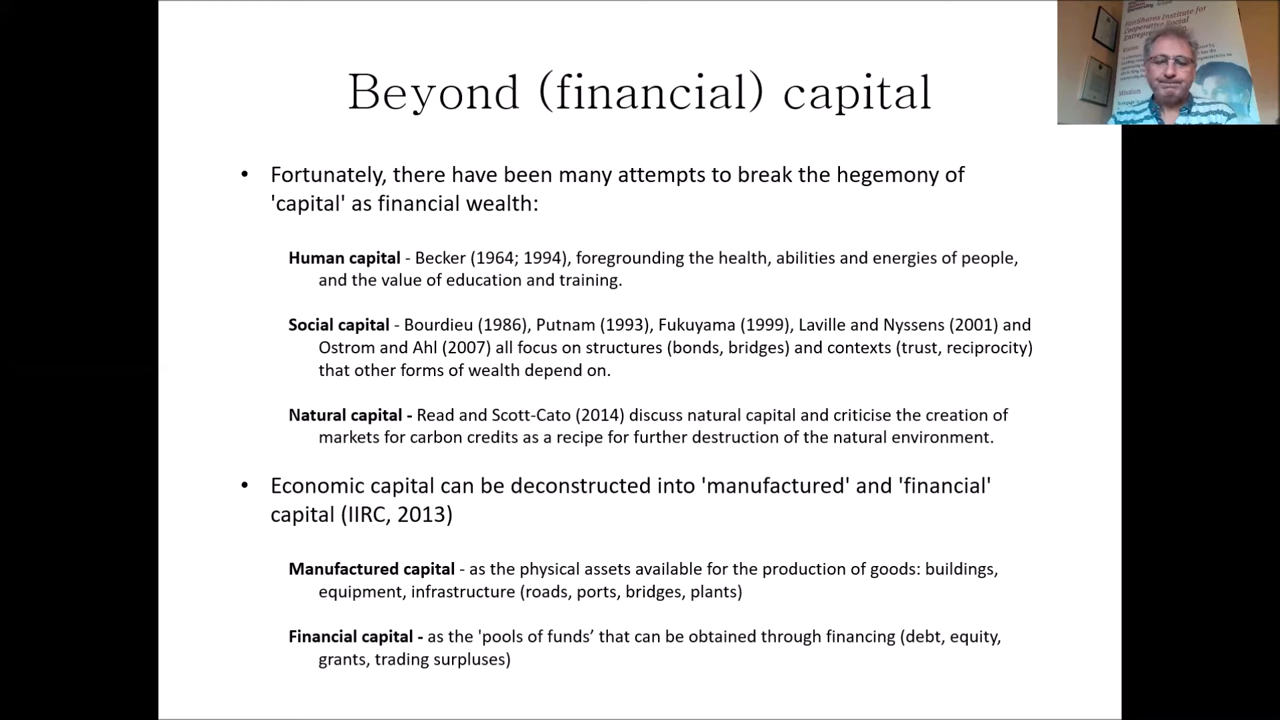 Beyond (financial) capital
• Fortunately, there have been many attempts to break the hegemony of
'capital' as financial wealth:
Human capital - Becker (1964; 1994), foregrounding the health, abilities and energies of people,
and the value of education and training.
Social capital - Bourdieu (1986), Putnam (1993), Fukuyama (1999), Laville and Nyssens (2001) and
Ostrom and Ahl (2007) all focus on structures (bonds, bridges) and contexts (trust, reciprocity)
that other forms of wealth depend on.
Natural capital - Read and Scott-Cato (2014) discuss natural capital and criticise the creation of
markets for carbon credits as a recipe for further destruction of the natural environment.
• Economic capital can be deconstructed into 'manufactured' and 'financial'
capital (IIRC, 2013)
Manufactured capital - as the physical assets available for the production of goods: buildings,
equipment, infrastructure (roads, ports, bridges, plants)
Financial capital - as the 'pools of funds’ that can be obtained through financing (debt, equity,
grants, trading surpluses)
University
FairShares Institute for
Cooperative Social
Mission